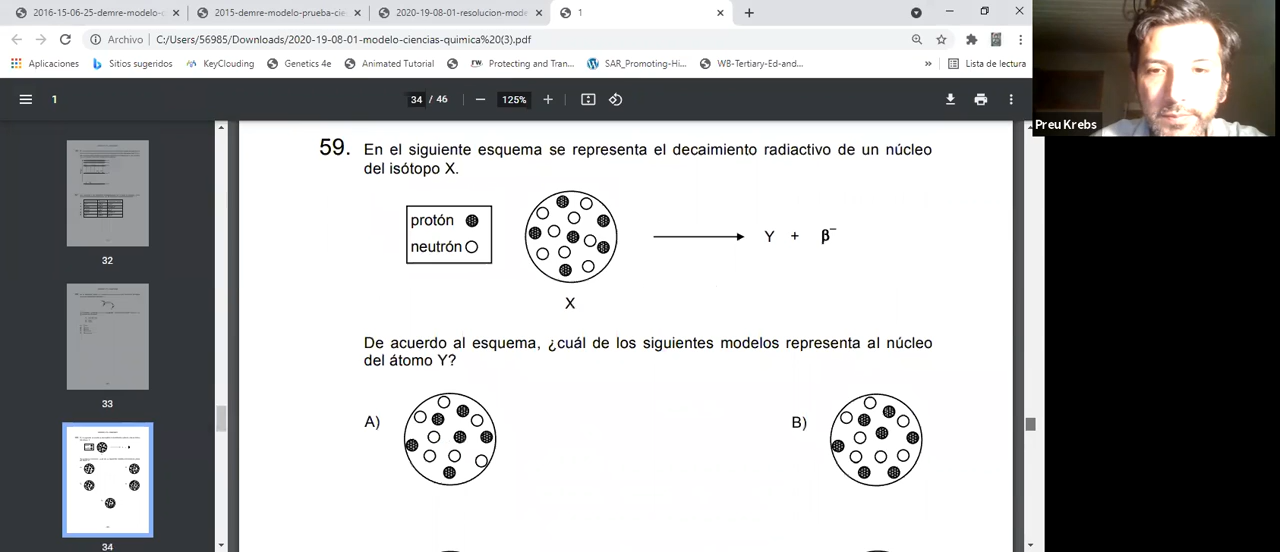 2016-15-06-25-demre-modelo-c
2015-demre-modelo-prueba-cie
2020-19-08-01-resolucion-mode
1
Archivo | C:/Users/56985/Downloads/2020-19-08-01-modelo-ciencias-quimica%20(3).pdf
Aplicaciones
Sitios sugeridos
KeyClouding
Genetics 4e
Animated Tutorial
Protecting and Tran...
SAR_Promoting-Hi...
WB-Tertiary-Ed-and...
»
Lista de lectura
1
34 / 46
125%
Preu Krebs
32
33
34
59. En el siguiente esquema se representa el decaimiento radiactivo de un núcleo
del isótopo X.
protón
neutrón
Y + β⁻
X
De acuerdo al esquema, ¿cuál de los siguientes modelos representa al núcleo
del átomo Y?
A)
B)